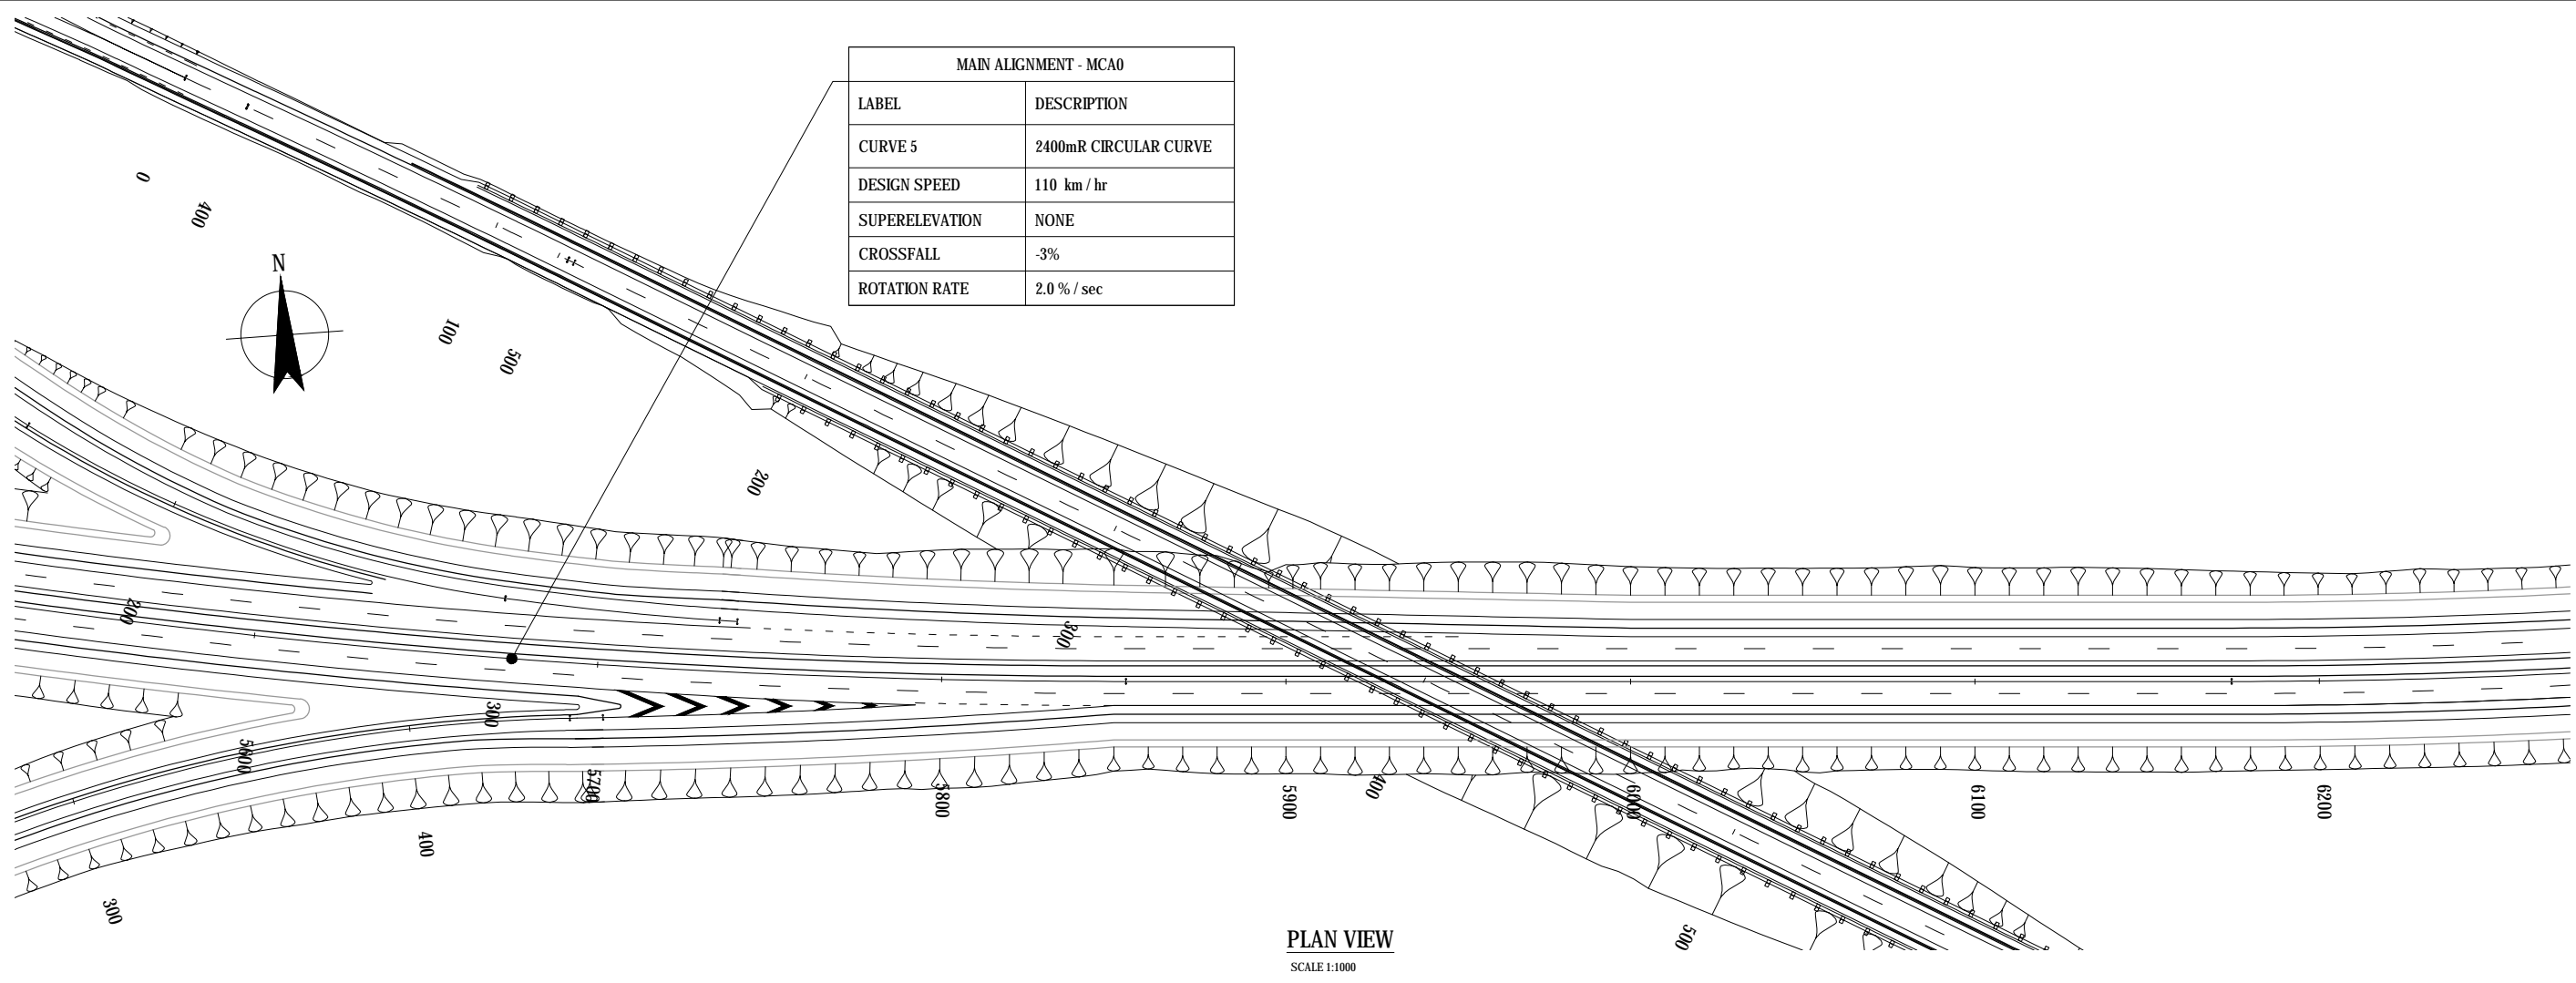 MAIN ALIGNMENT - MCA0
LABEL DESCRIPTION
CURVE 5 2400mR CIRCULAR CURVE
DESIGN SPEED 110 km / hr
SUPERELEVATION NONE
CROSSFALL -3%
ROTATION RATE 2.0 % / sec
0
400
N
100
500
200
300
200
300
5600
5700
5800
5900
400
6000
6100
6200
400
300
500
PLAN VIEW
SCALE 1:1000